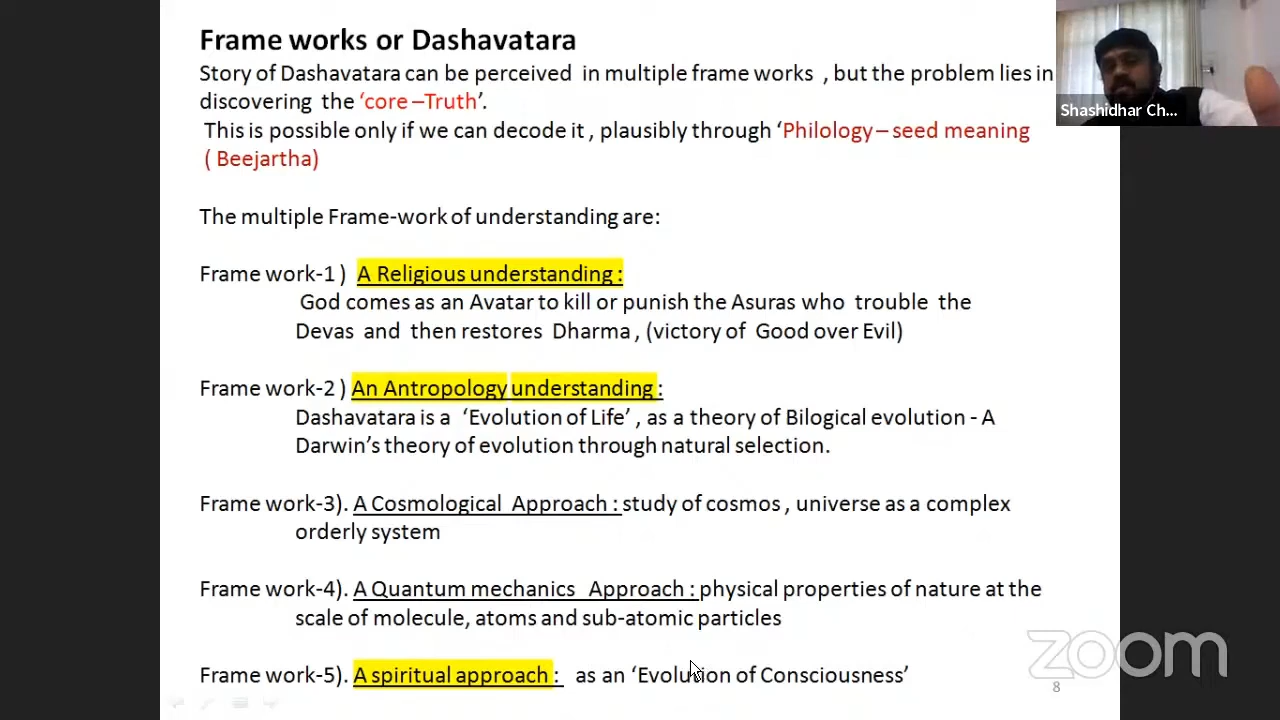 Frame works or Dashavatara
Story of Dashavatara can be perceived in multiple frame works , but the problem lies in
discovering the ‘core –Truth’.
This is possible only if we can decode it , plausibly through ‘Philology – seed meaning
( Beejartha)
The multiple Frame-work of understanding are:
Frame work-1 ) A Religious understanding :
God comes as an Avatar to kill or punish the Asuras who trouble the
Devas and then restores Dharma , (victory of Good over Evil)
Frame work-2 ) An Antropology understanding :
Dashavatara is a ‘Evolution of Life’ , as a theory of Bilogical evolution - A
Darwin’s theory of evolution through natural selection.
Frame work-3). A Cosmological Approach : study of cosmos , universe as a complex
orderly system
Frame work-4). A Quantum mechanics Approach : physical properties of nature at the
scale of molecule, atoms and sub-atomic particles
Frame work-5). A spiritual approach : as an ‘Evolution of Consciousness’
Shashidhar Ch...
zoom
8